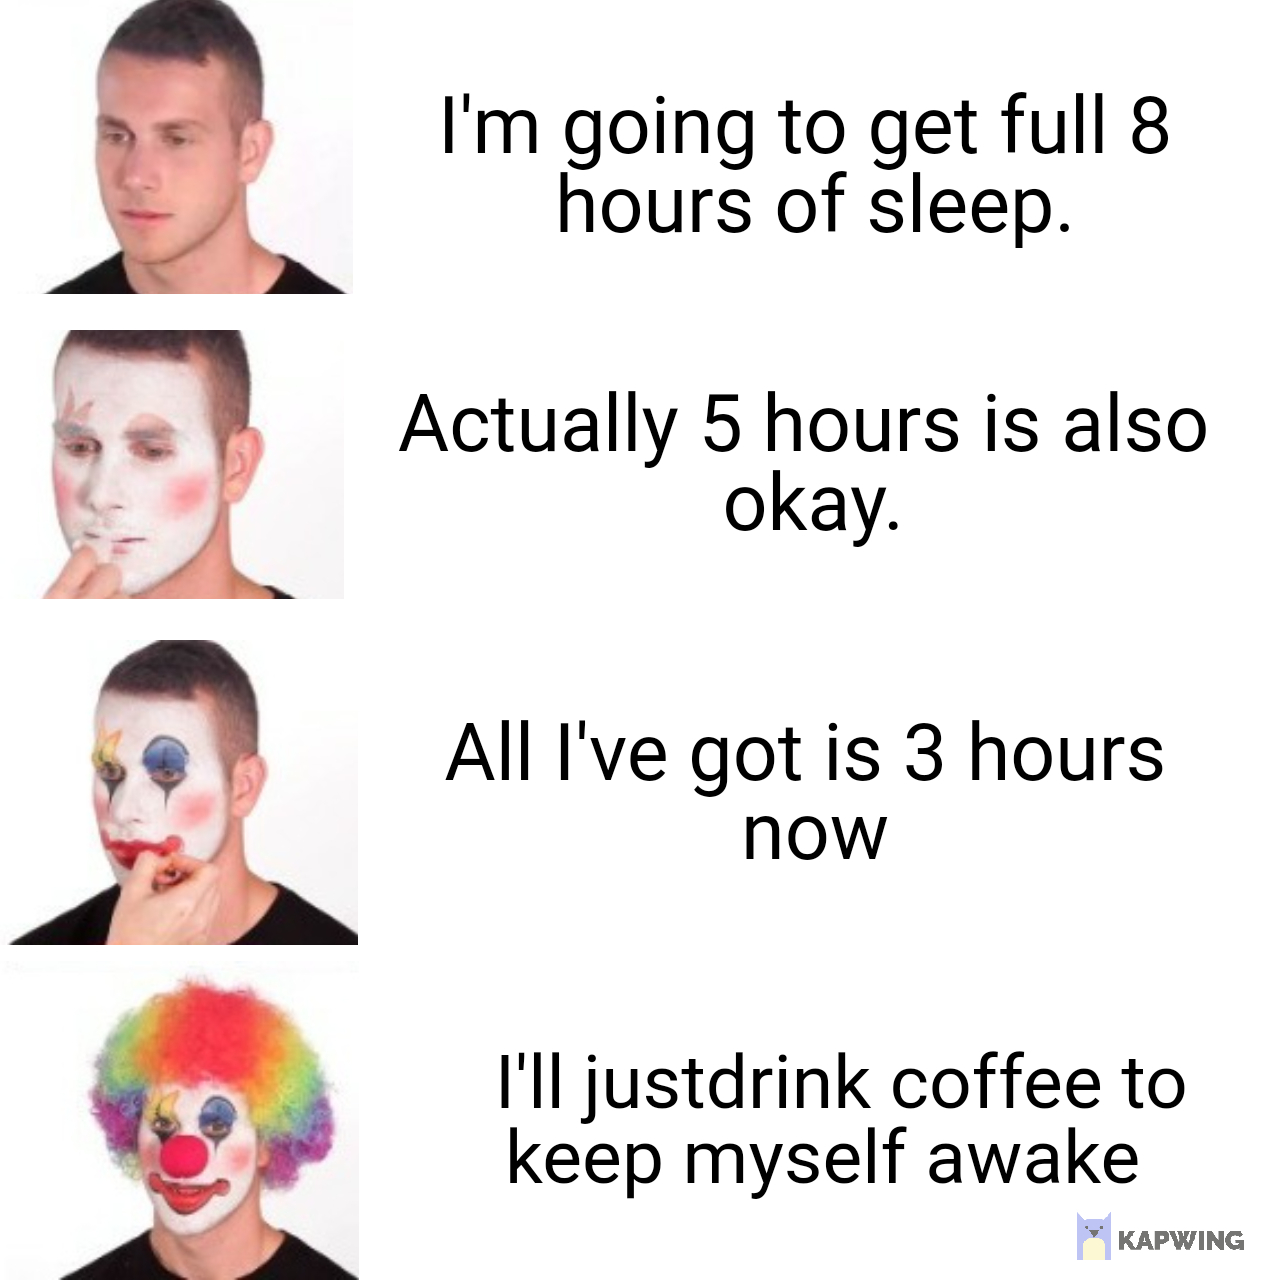 I'm going to get full 8
hours of sleep.
Actually 5 hours is also
okay.
All I've got is 3 hours
now
I'll justdrink coffee to
keep myself awake
KAPWING